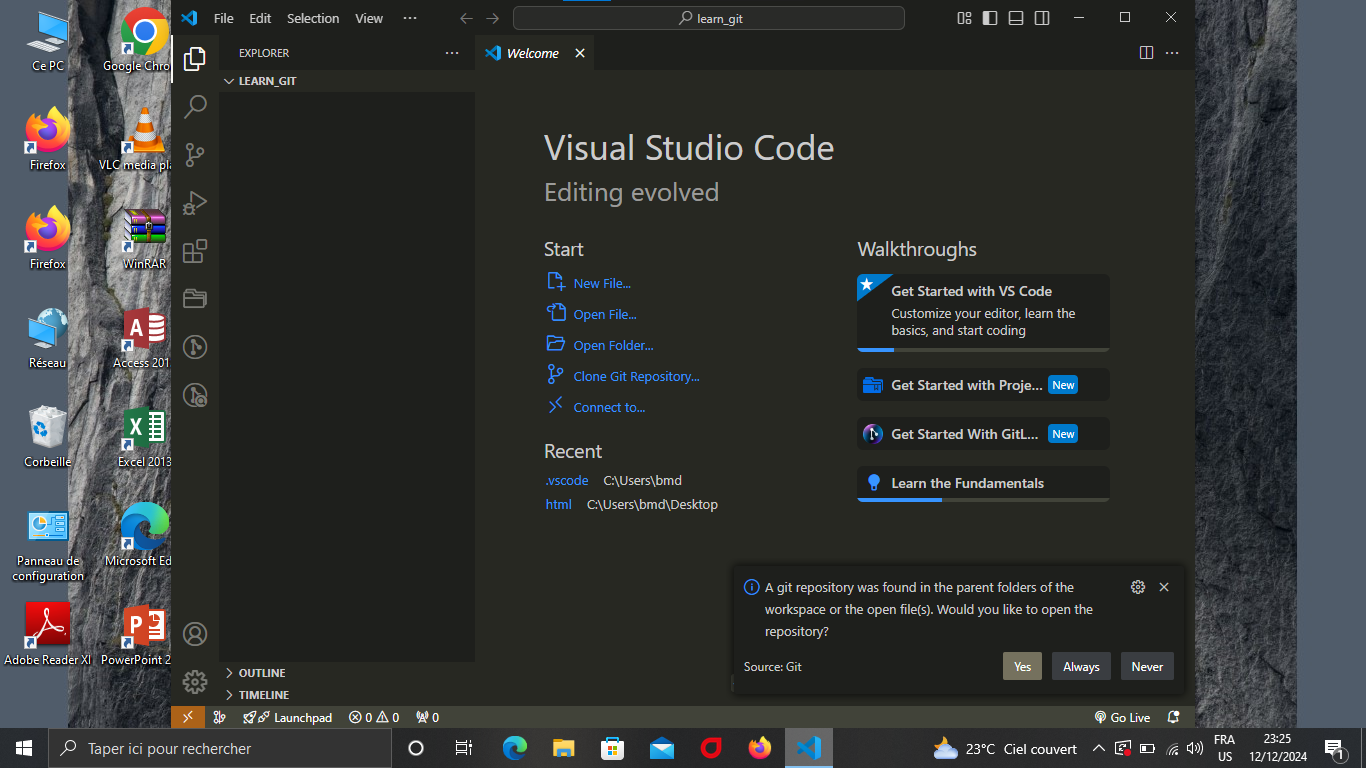 Ce PC
Google Chro
Firefox
VLC media pla
Firefox
WinRAR
Réseau
Access 201
Corbeille
Excel 2013
Panneau de
configuration
Microsoft Ed
Adobe Reader XI
PowerPoint 2
File Edit Selection View ···
learn_git
EXPLORER ···
Welcome
LEARN_GIT
Visual Studio Code
Editing evolved
Start
New File...
Open File...
Open Folder...
Clone Git Repository...
Connect to...
Recent
.vscode C:\Users\bmd
html C:\Users\bmd\Desktop
Walkthroughs
Get Started with VS Code
Customize your editor, learn the
basics, and start coding
Get Started with Proje... New
Get Started With GitL... New
Learn the Fundamentals
A git repository was found in the parent folders of the
workspace or the open file(s). Would you like to open the
repository?
Source: Git Yes Always Never
OUTLINE
TIMELINE
Launchpad 0 0 0 Go Live
Taper ici pour rechercher
23°C Ciel couvert
FRA
US
23:25
12/12/2024
1